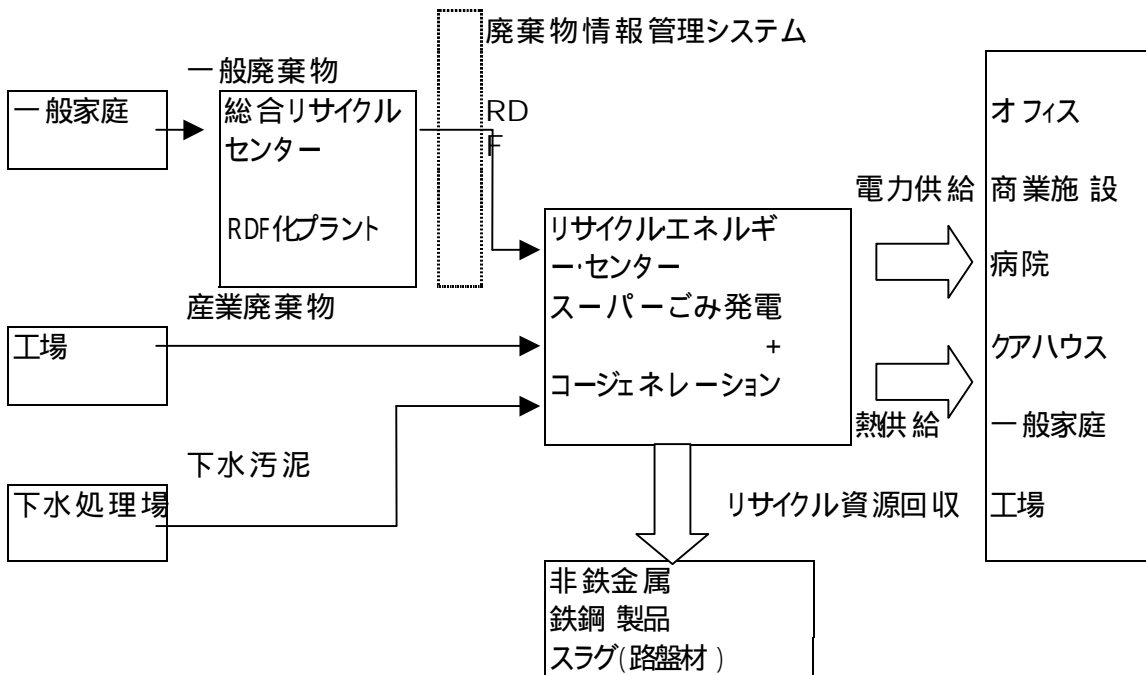 廃棄物情報管理システム
一般廃棄物
一般家庭
総合リサイクル
センター
RDF化プラント
RD
F
産業廃棄物
工場
下水汚泥
下水処理場
リサイクル・エネルギ
ー・センター
スーパーごみ発電
+
コージェネレーション
電力供給
熱供給
オフィス
商業施設
病院
クアハウス
一般家庭
工場
リサイクル資源回収
非鉄金属
鉄鋼製品
スラグ(路盤材)